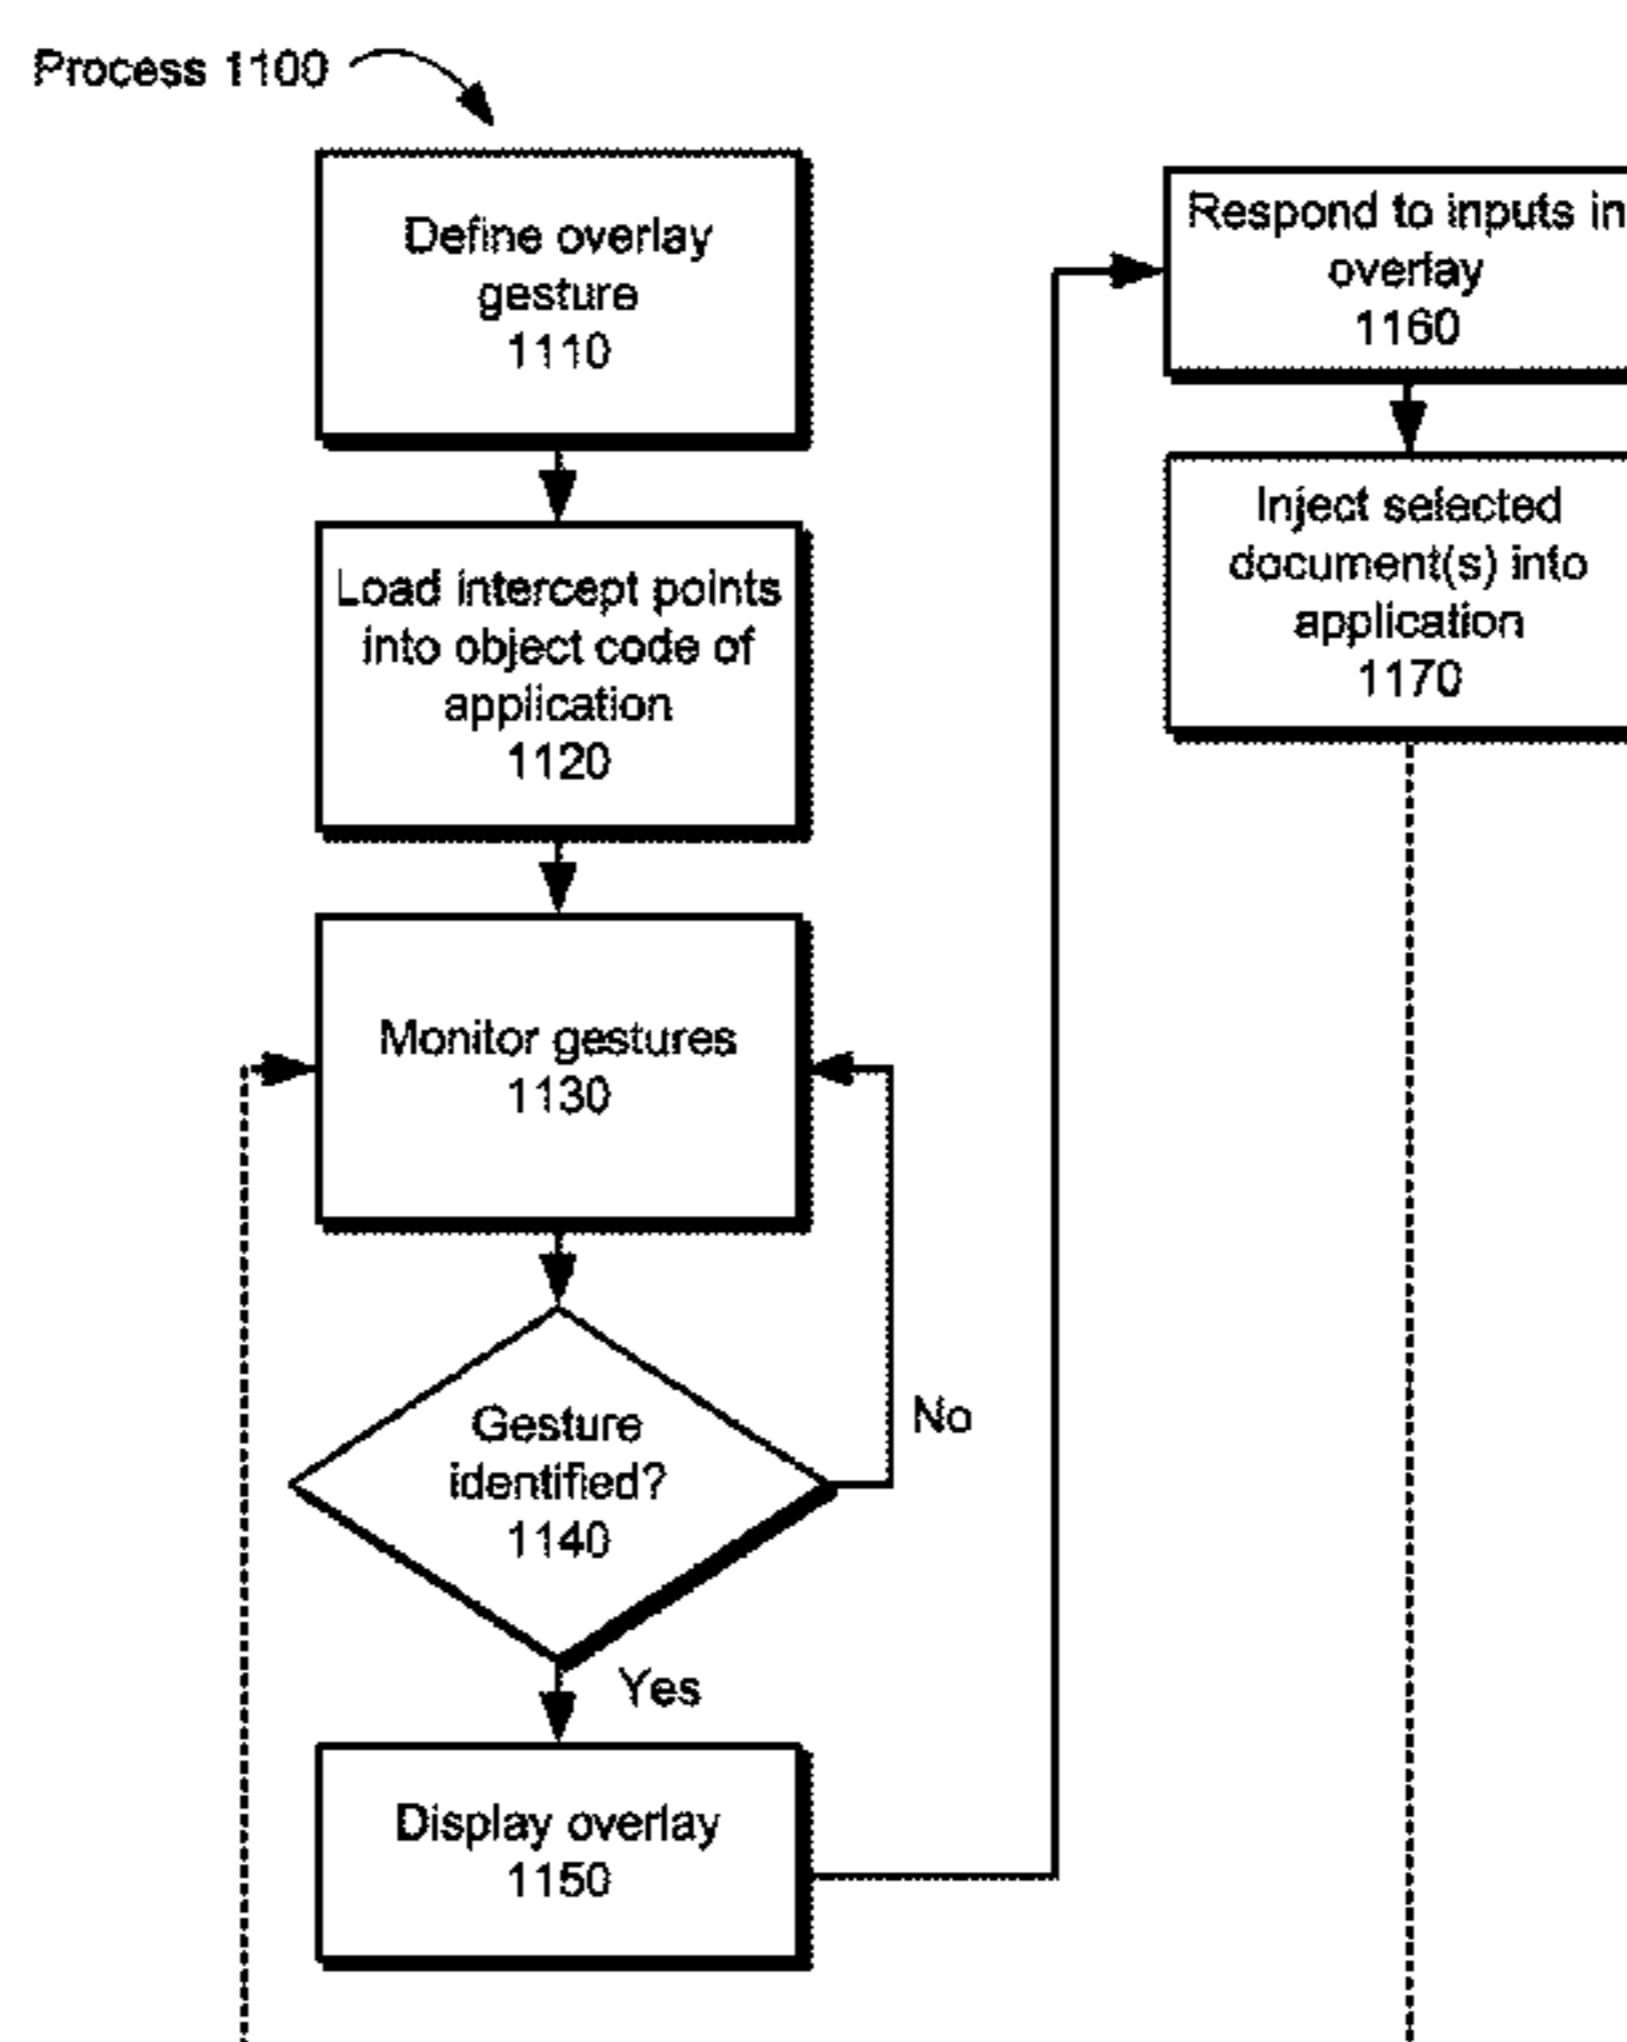 Process 1100
Define overlay
gesture
1110
Load intercept points
into object code of
application
1120
Monitor gestures
1130
Gesture
identified?
1140
No
Yes
Display overlay
1150
Respond to inputs in
overlay
1160
Inject selected
document(s) into
application
1170